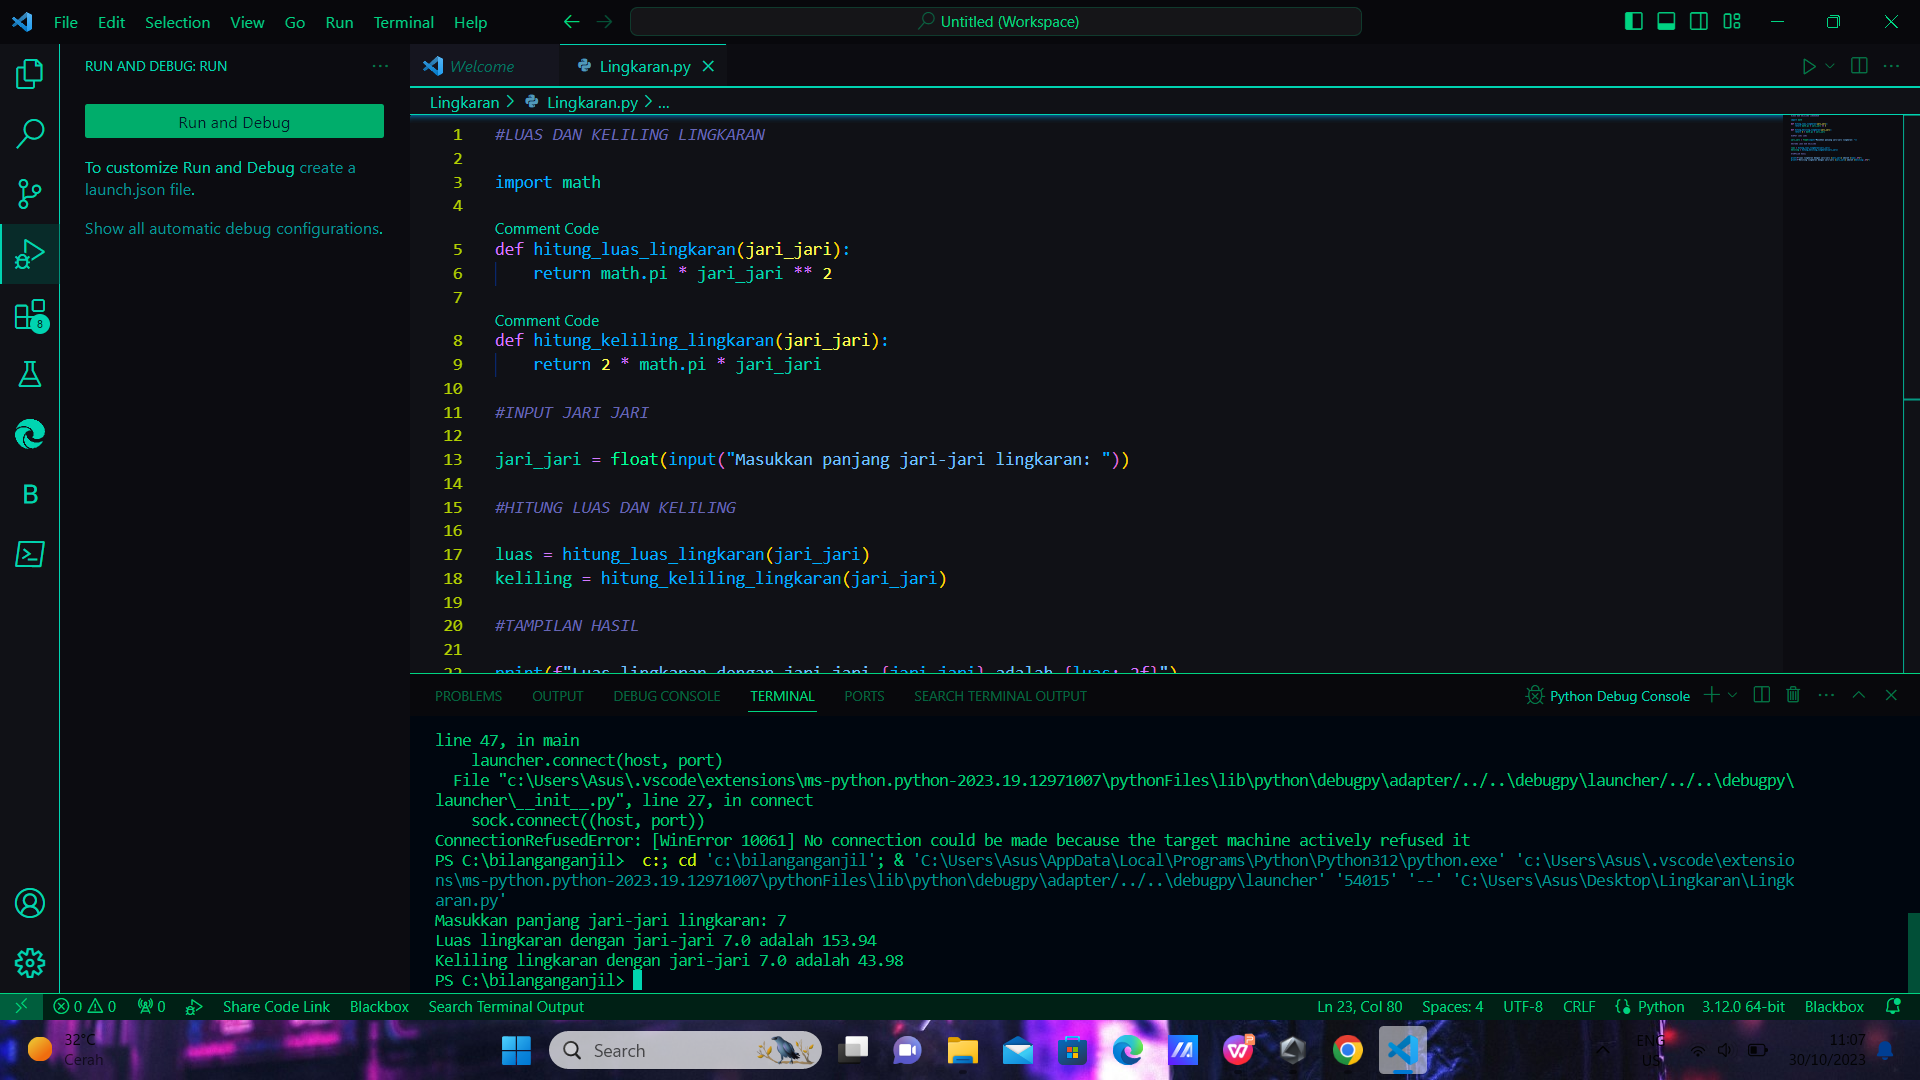 File Edit Selection View Go Run Terminal Help
Untitled (Workspace)
RUN AND DEBUG: RUN
Run and Debug
To customize Run and Debug create a
launch.json file.
Show all automatic debug configurations.
8
B
Welcome
Lingkaran.py
Lingkaran > Lingkaran.py > ...
1 #LUAS DAN KELILING LINGKARAN
2
3 import math
4
Comment Code
5 def hitung_luas_lingkaran(jari_jari):
6 return math.pi * jari_jari ** 2
7
Comment Code
8 def hitung_keliling_lingkaran(jari_jari):
9 return 2 * math.pi * jari_jari
10
11 #INPUT JARI JARI
12
13 jari_jari = float(input("Masukkan panjang jari-jari lingkaran: "))
14
15 #HITUNG LUAS DAN KELILING
16
17 luas = hitung_luas_lingkaran(jari_jari)
18 keliling = hitung_keliling_lingkaran(jari_jari)
19
20 #TAMPILAN HASIL
21
22 print(f"Luas lingkaran dengan jari-jari {jari_jari} adalah {luas:.2f}")
PROBLEMS OUTPUT DEBUG CONSOLE TERMINAL PORTS SEARCH TERMINAL OUTPUT
Python Debug Console
line 47, in main
launcher.connect(host, port)
File "c:\Users\Asus\.vscode\extensions\ms-python.python-2023.19.12971007\pythonFiles\lib\python\debugpy\adapter/../..\debugpy\launcher/../..\debugpy\
launcher\__init__.py", line 27, in connect
sock.connect((host, port))
ConnectionRefusedError: [WinError 10061] No connection could be made because the target machine actively refused it
PS C:\bilanganganjil> c:; cd 'c:\bilanganganjil'; & 'C:\Users\Asus\AppData\Local\Programs\Python\Python312\python.exe' 'c:\Users\Asus\.vscode\extensio
ns\ms-python.python-2023.19.12971007\pythonFiles\lib\python\debugpy\adapter/../..\debugpy\launcher' '54015' '--' 'C:\Users\Asus\Desktop\Lingkaran\Lingk
aran.py'
Masukkan panjang jari-jari lingkaran: 7
Luas lingkaran dengan jari-jari 7.0 adalah 153.94
Keliling lingkaran dengan jari-jari 7.0 adalah 43.98
PS C:\bilanganganjil>
0 0 0 Share Code Link Blackbox Search Terminal Output
Ln 23, Col 80 Spaces: 4 UTF-8 CRLF Python 3.12.0 64-bit Blackbox
32°C
Cerah
Search
ENG
US
11:07
30/10/2023